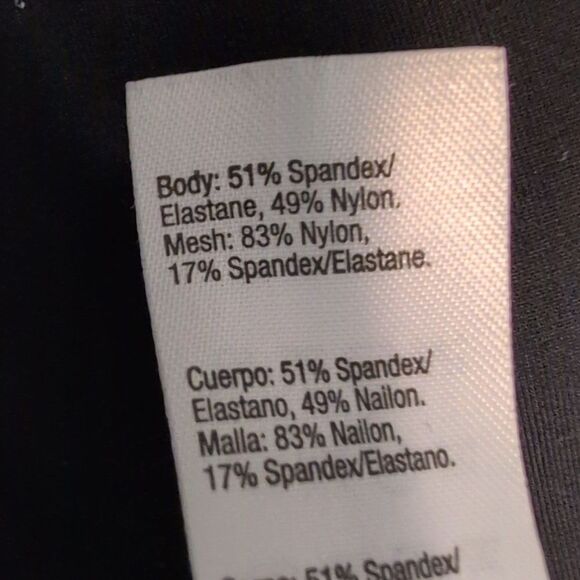 Body: 51% Spandex/
Elastane, 49% Nylon.
Mesh: 83% Nylon,
17% Spandex/Elastane.
Cuerpo: 51% Spandex/
Elastano, 49% Nailon.
Malla: 83% Nailon,
17% Spandex/Elastano.
51% Spandex/